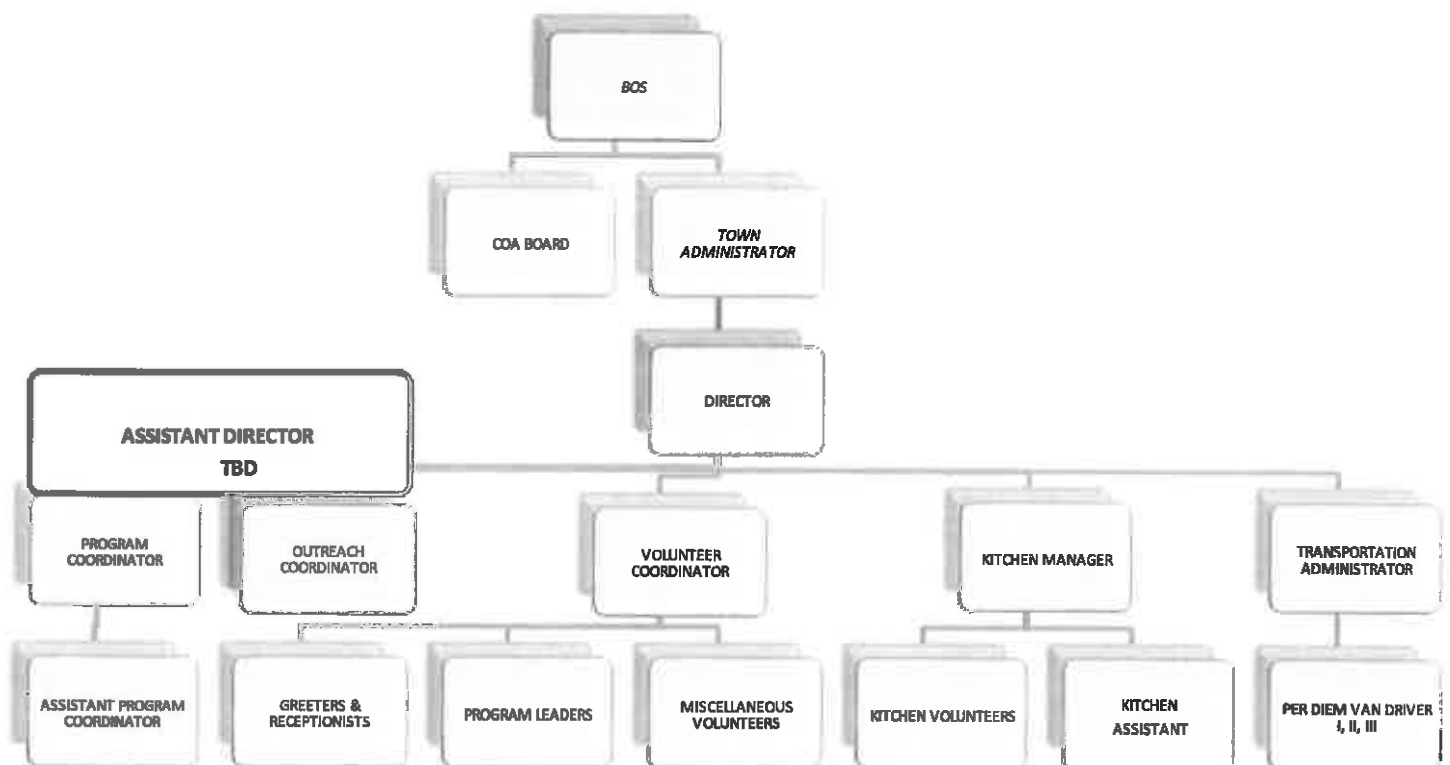 BOS
COA BOARD
TOWN
ADMINISTRATOR
DIRECTOR
ASSISTANT DIRECTOR
TBD
PROGRAM
COORDINATOR
OUTREACH
COORDINATOR
VOLUNTEER
COORDINATOR
KITCHEN MANAGER
TRANSPORTATION
ADMINISTRATOR
ASSISTANT PROGRAM
COORDINATOR
GREETERS &
RECEPTIONISTS
PROGRAM LEADERS
MISCELLANEOUS
VOLUNTEERS
KITCHEN VOLUNTEERS
KITCHEN
ASSISTANT
PER DIEM VAN DRIVER
I, II, III